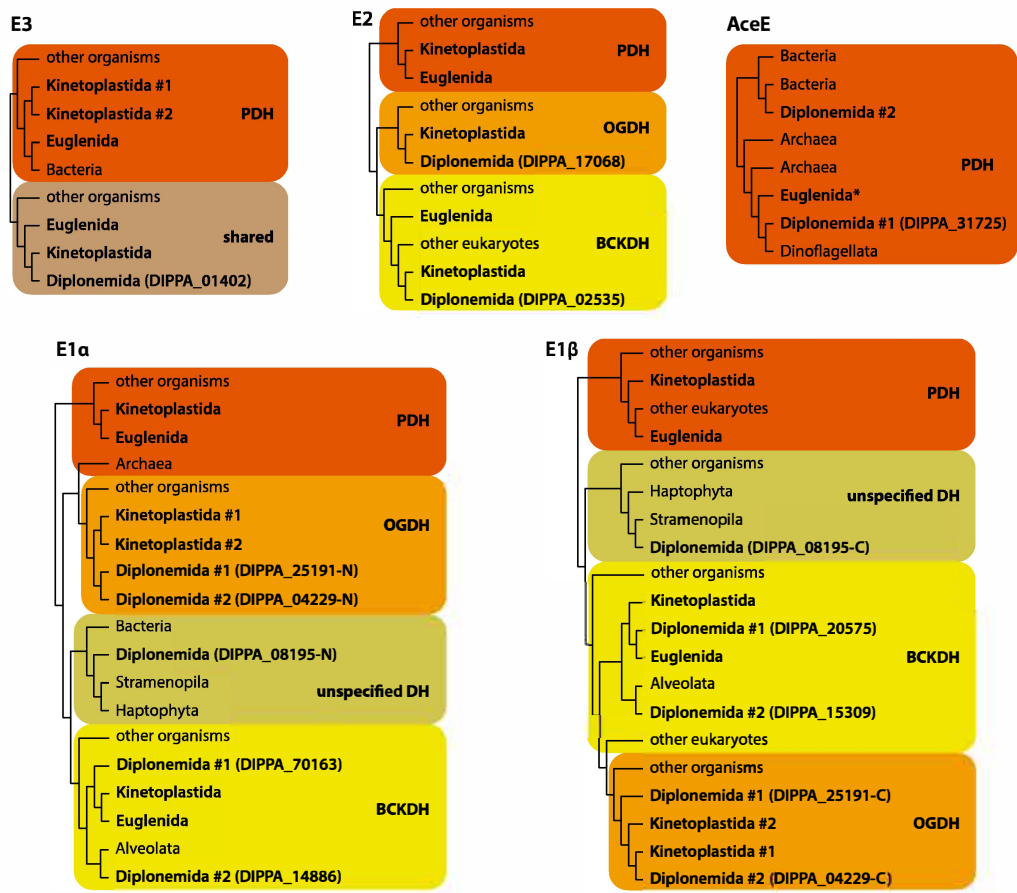 E3
other organisms
Kinetoplastida #1
Kinetoplastida #2
PDH
Euglenida
Bacteria
other organisms
Euglenida
shared
Kinetoplastida
Diplonemida (DIPPA_01402)
E2
other organisms
Kinetoplastida
PDH
Euglenida
other organisms
OGDH
Kinetoplastida
Diplonemida (DIPPA_17068)
other organisms
Euglenida
other eukaryotes
BCKDH
Kinetoplastida
Diplonemida (DIPPA_02535)
AceE
Bacteria
Bacteria
Diplonemida #2
Archaea
Archaea
PDH
Euglenida*
Diplonemida #1 (DIPPA_31725)
Dinoflagellata
E1α
other organisms
Kinetoplastida
PDH
Euglenida
Archaea
other organisms
Kinetoplastida #1
OGDH
Kinetoplastida #2
Diplonemida #1 (DIPPA_25191-N)
Diplonemida #2 (DIPPA_04229-N)
Bacteria
Diplonemida (DIPPA_08195-N)
Stramenopila
unspecified DH
Haptophyta
other organisms
Diplonemida #1 (DIPPA_70163)
Kinetoplastida
BCKDH
Euglenida
Alveolata
Diplonemida #2 (DIPPA_14886)
E1β
other organisms
Kinetoplastida
PDH
other eukaryotes
Euglenida
other organisms
Haptophyta
unspecified DH
Stramenopila
Diplonemida (DIPPA_08195-C)
other organisms
Kinetoplastida
Diplonemida #1 (DIPPA_20575)
Euglenida
BCKDH
Alveolata
Diplonemida #2 (DIPPA_15309)
other eukaryotes
other organisms
Diplonemida #1 (DIPPA_25191-C)
Kinetoplastida #2
OGDH
Kinetoplastida #1
Diplonemida #2 (DIPPA_04229-C)